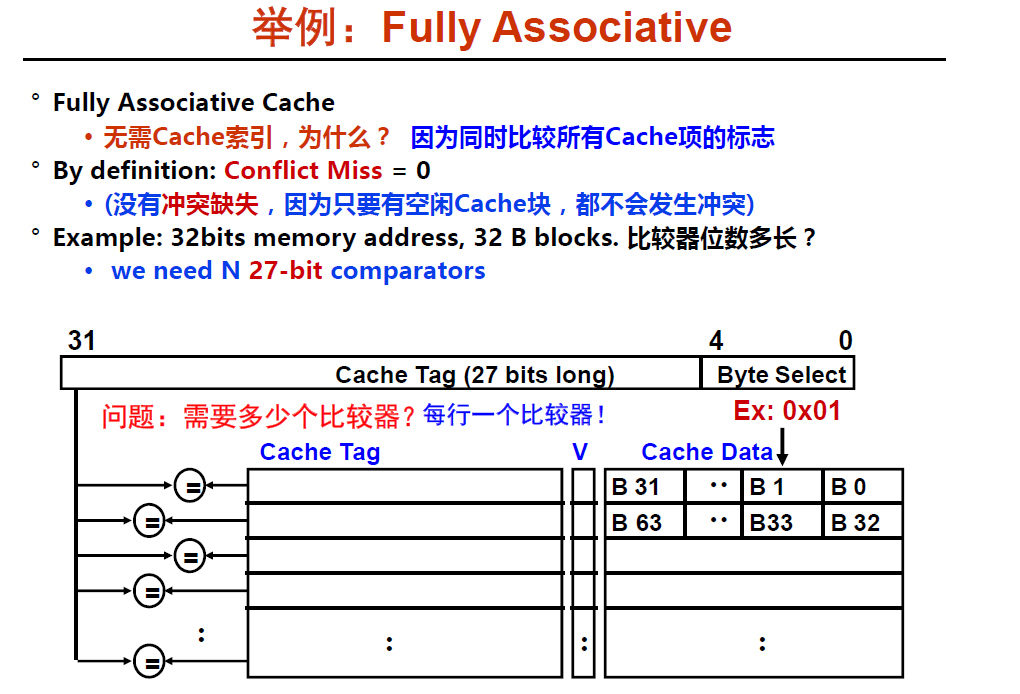 举例：Fully Associative
° Fully Associative Cache
• 无需Cache索引，为什么？ 因为同时比较所有Cache项的标志
° By definition: Conflict Miss = 0
• (没有冲突缺失，因为只要有空闲Cache块，都不会发生冲突)
° Example: 32bits memory address, 32 B blocks. 比较器位数多长？
• we need N 27-bit comparators
31 4 0
Cache Tag (27 bits long) Byte Select
问题：需要多少个比较器？每行一个比较器！ Ex: 0x01
Cache Tag V Cache Data
= B 31 ·· B 1 B 0
= B 63 ·· B33 B 32
=
=
: : : :
=